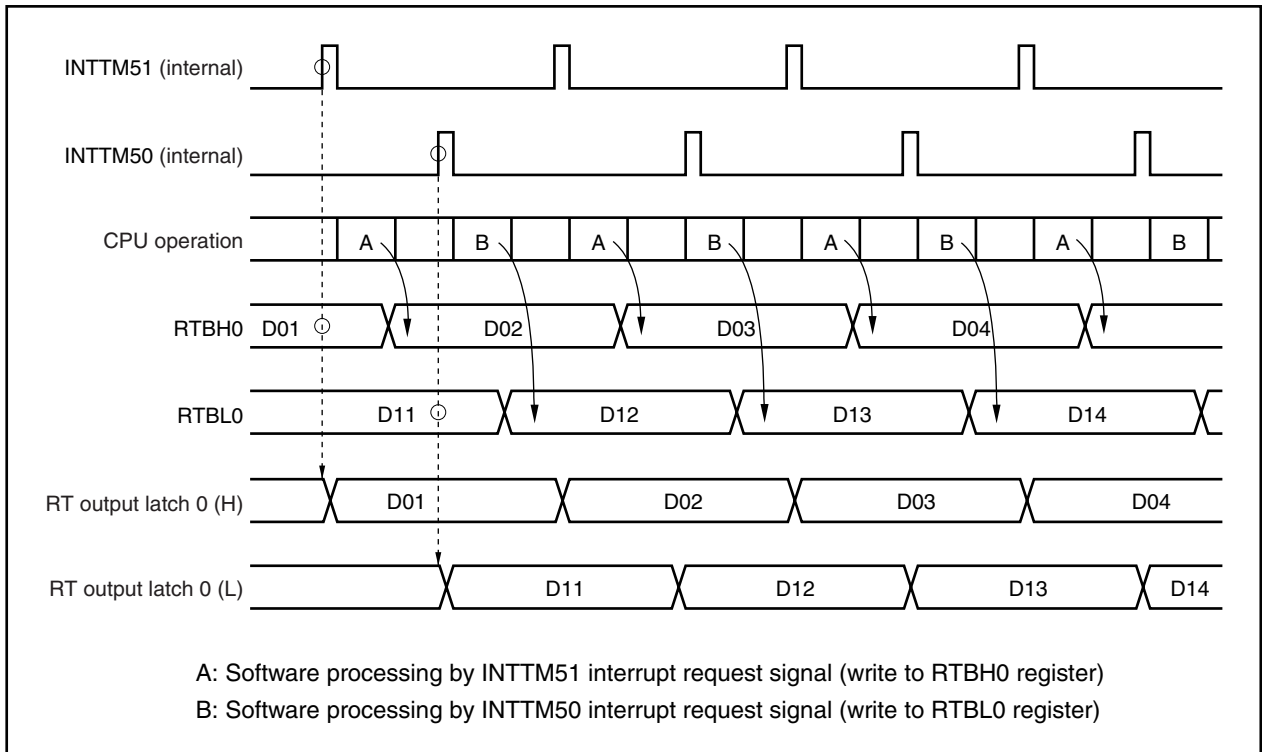 INTTM51 (internal)
INTTM50 (internal)
CPU operation A B A B A B A B
RTBH0 D01 D02 D03 D04
RTBL0 D11 D12 D13 D14
RT output latch 0 (H) D01 D02 D03 D04
RT output latch 0 (L) D11 D12 D13 D14
A: Software processing by INTTM51 interrupt request signal (write to RTBH0 register)
B: Software processing by INTTM50 interrupt request signal (write to RTBL0 register)